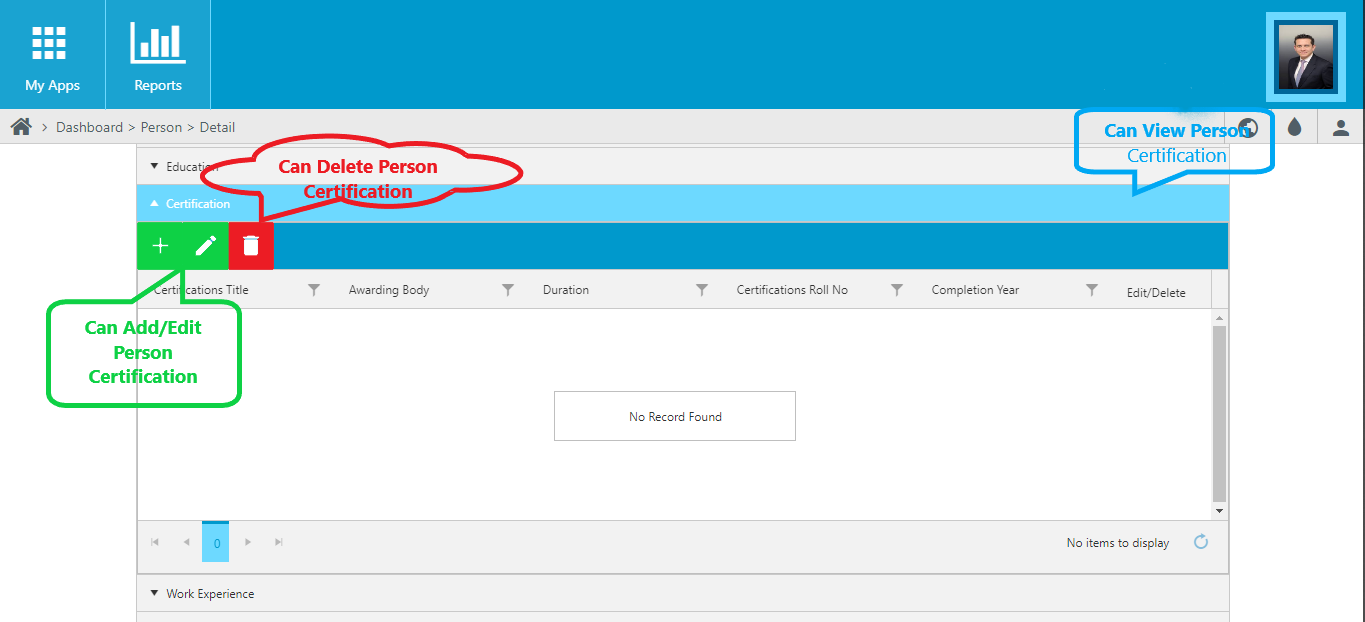 My Apps
Reports
Dashboard > Person > Detail
Can View Person
Certification
Education
Can Delete Person
Certification
Certification
Certifications Title
Awarding Body
Duration
Certifications Roll No
Completion Year
Edit/Delete
Can Add/Edit
Person
Certification
No Record Found
0
No items to display
Work Experience